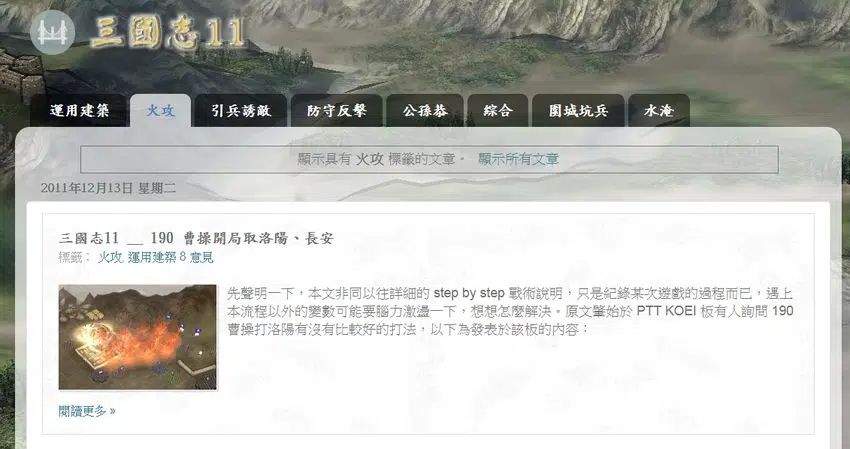 三國志11
運用建築 火攻 引兵誘敵 防守反擊 公孫恭 綜合 圍城坑兵 水淹
顯示具有 火攻 標籤的文章。 顯示所有文章
2011年12月13日 星期二
三國志11 __ 190 曹操開局取洛陽、長安
標籤： 火攻, 運用建築 8 意見
先聲明一下，本文非同以往詳細的 step by step 戰術說明，只是紀錄某次遊戲的過程而已，遇上
本流程以外的變數可能要腦力激盪一下，想想怎麼解決。原文肇始於 PTT KOEI 板有人詢問 190
曹操打洛陽有沒有比較好的打法，以下為發表於該板的內容：
閱讀更多 »